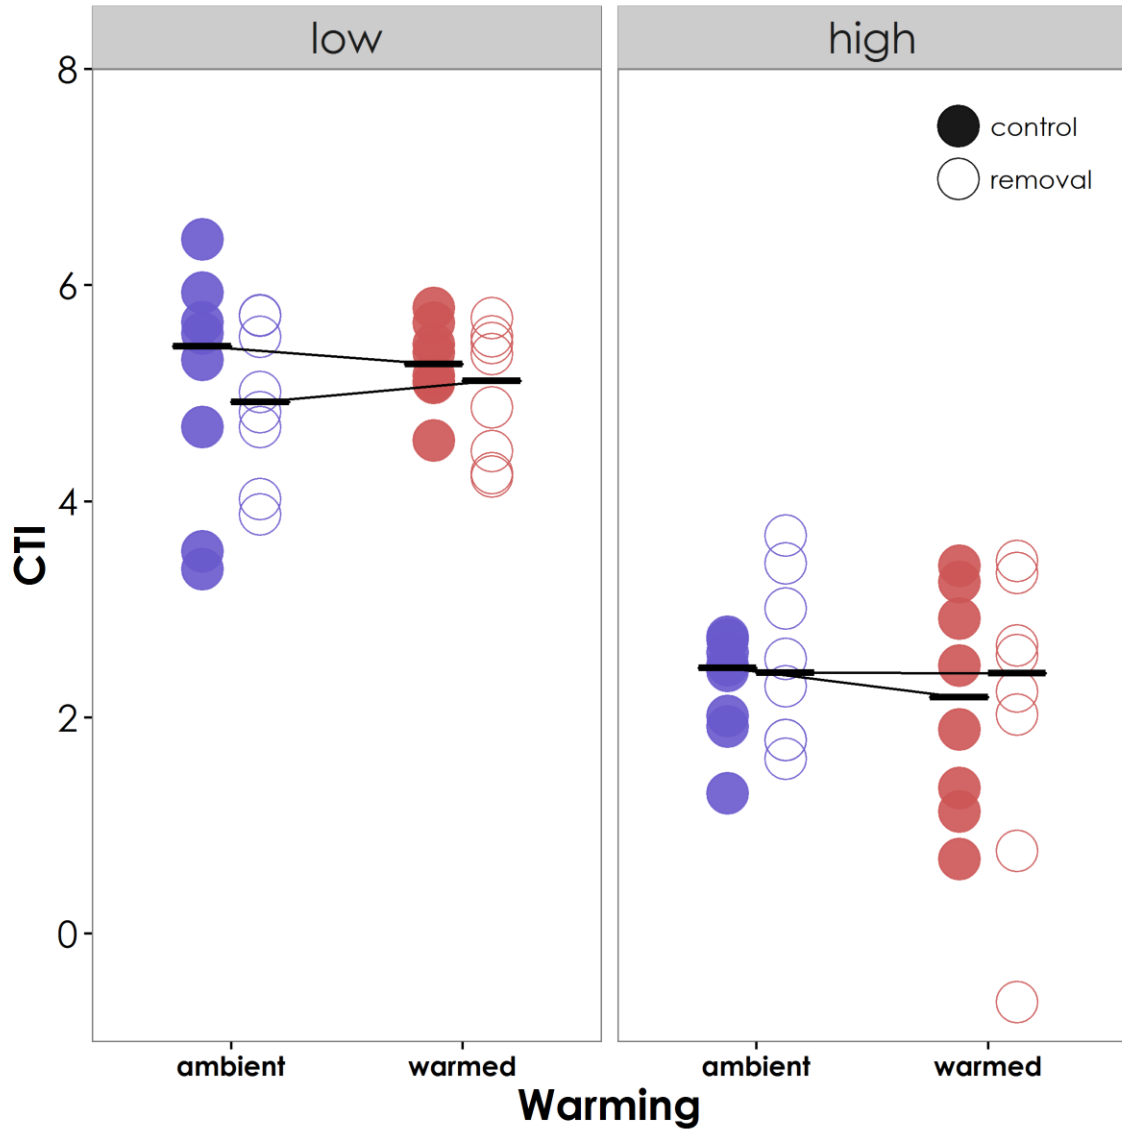 low
high
8
6
4
2
0
CTI
control
removal
ambient
warmed
ambient
warmed
Warming